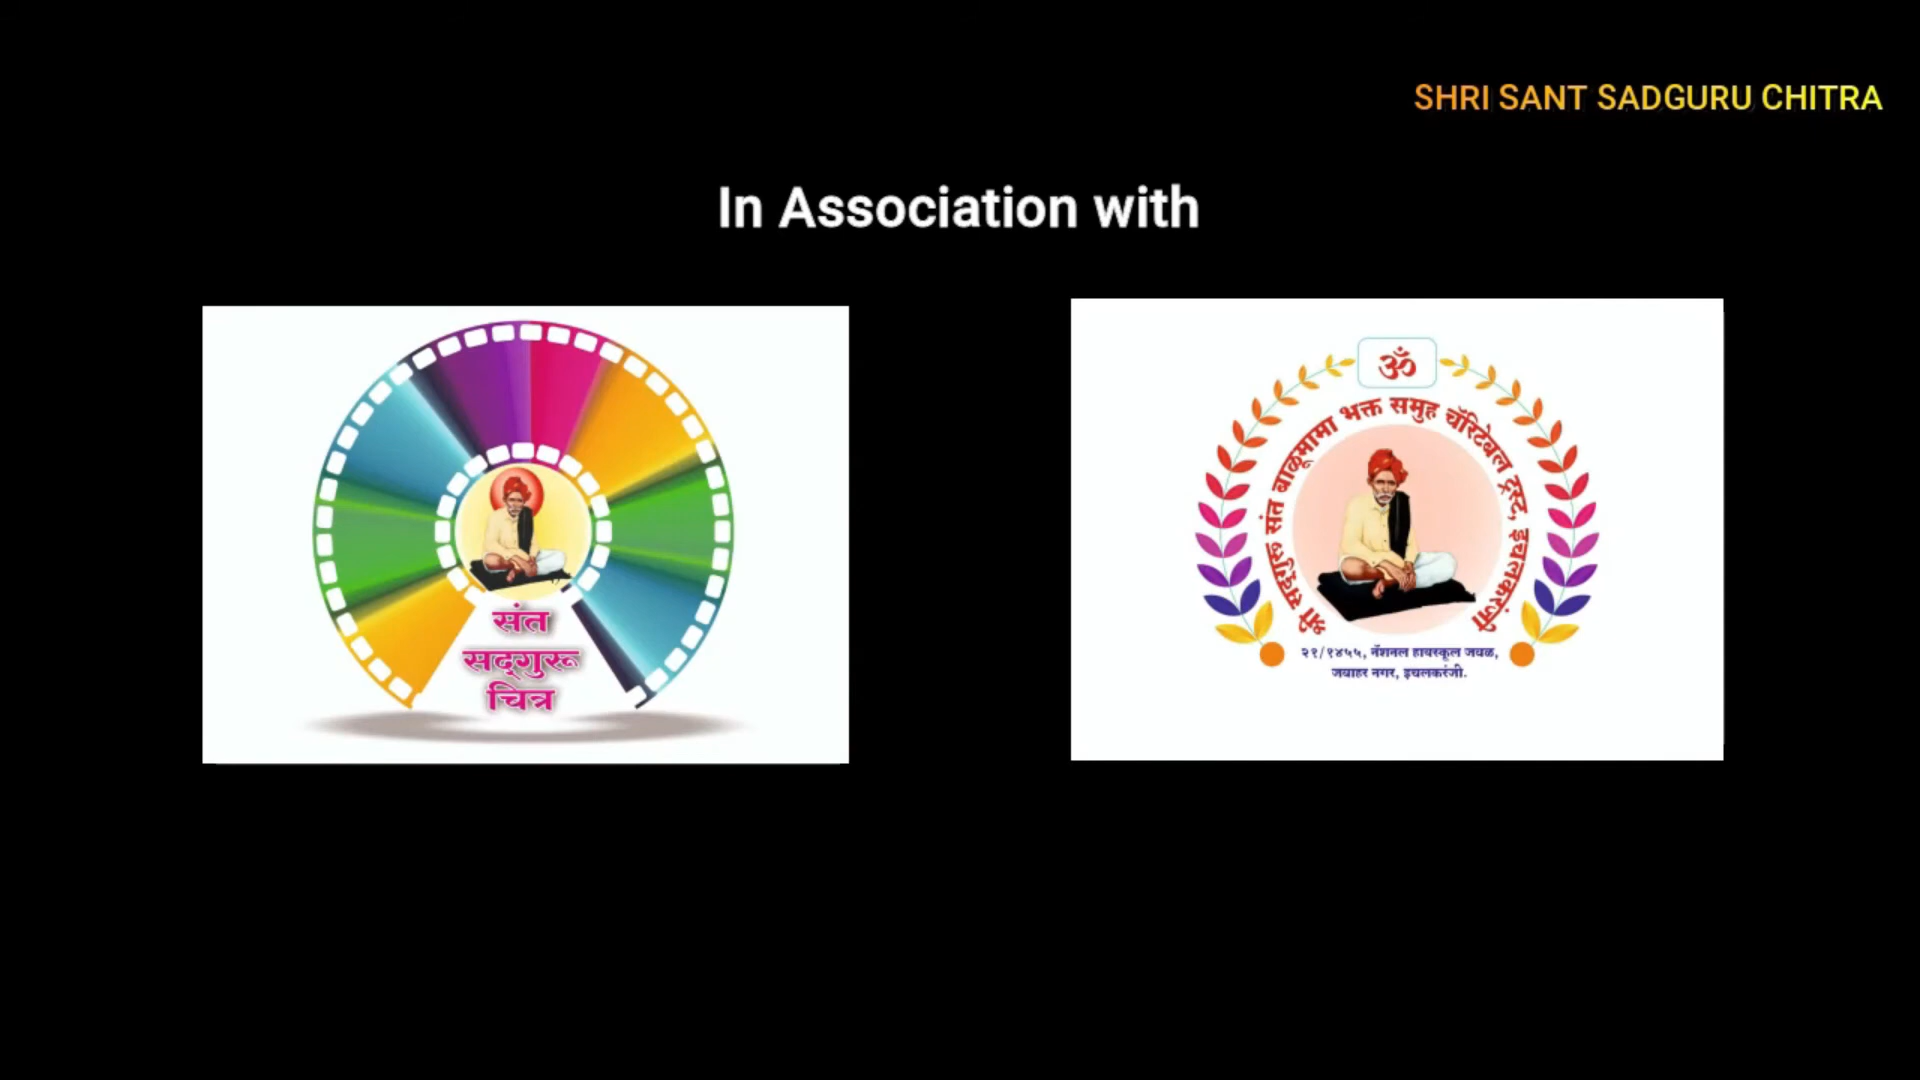 SHRI SANT SADGURU CHITRA
In Association with
संत
सद्‌गुरू
चित्र
ॐ
श्री सद्गुरु संत बाळूमामा भक्त समुह चॅरिटेबल ट्रस्ट, इचलकरंजी
२१/१४५५, नॅशनल हायस्कूल जवळ,
जवाहर नगर, इचलकरंजी.